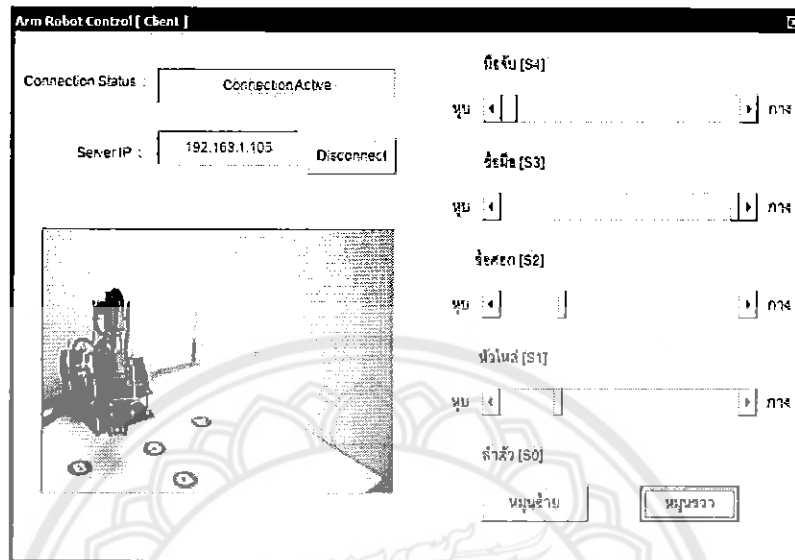 Arm Robot Control [ Client ]
Connection Status :
Connection Active
Server IP :
192.168.1.105
Disconnect
มือจับ [S4]
หุบ
กาง
ข้อมือ [S3]
หุบ
กาง
ข้อศอก [S2]
หุบ
กาง
หัวไหล่ [S1]
หุบ
กาง
ลำตัว [S0]
หมุนซ้าย
หมุนขวา